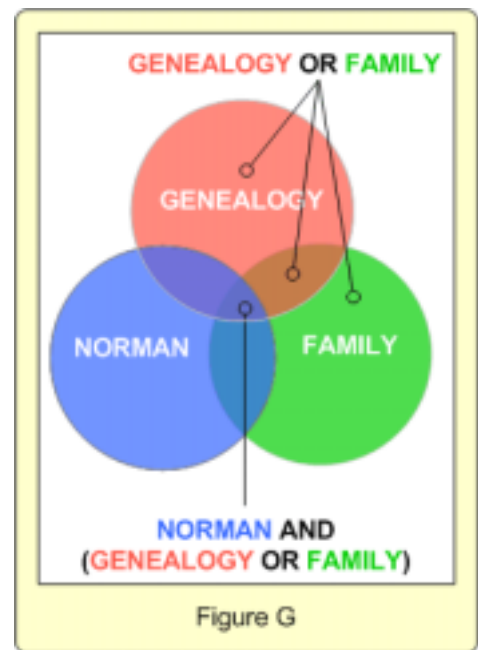 GENEALOGY OR FAMILY
GENEALOGY
NORMAN
FAMILY
NORMAN AND
(GENEALOGY OR FAMILY)
Figure G